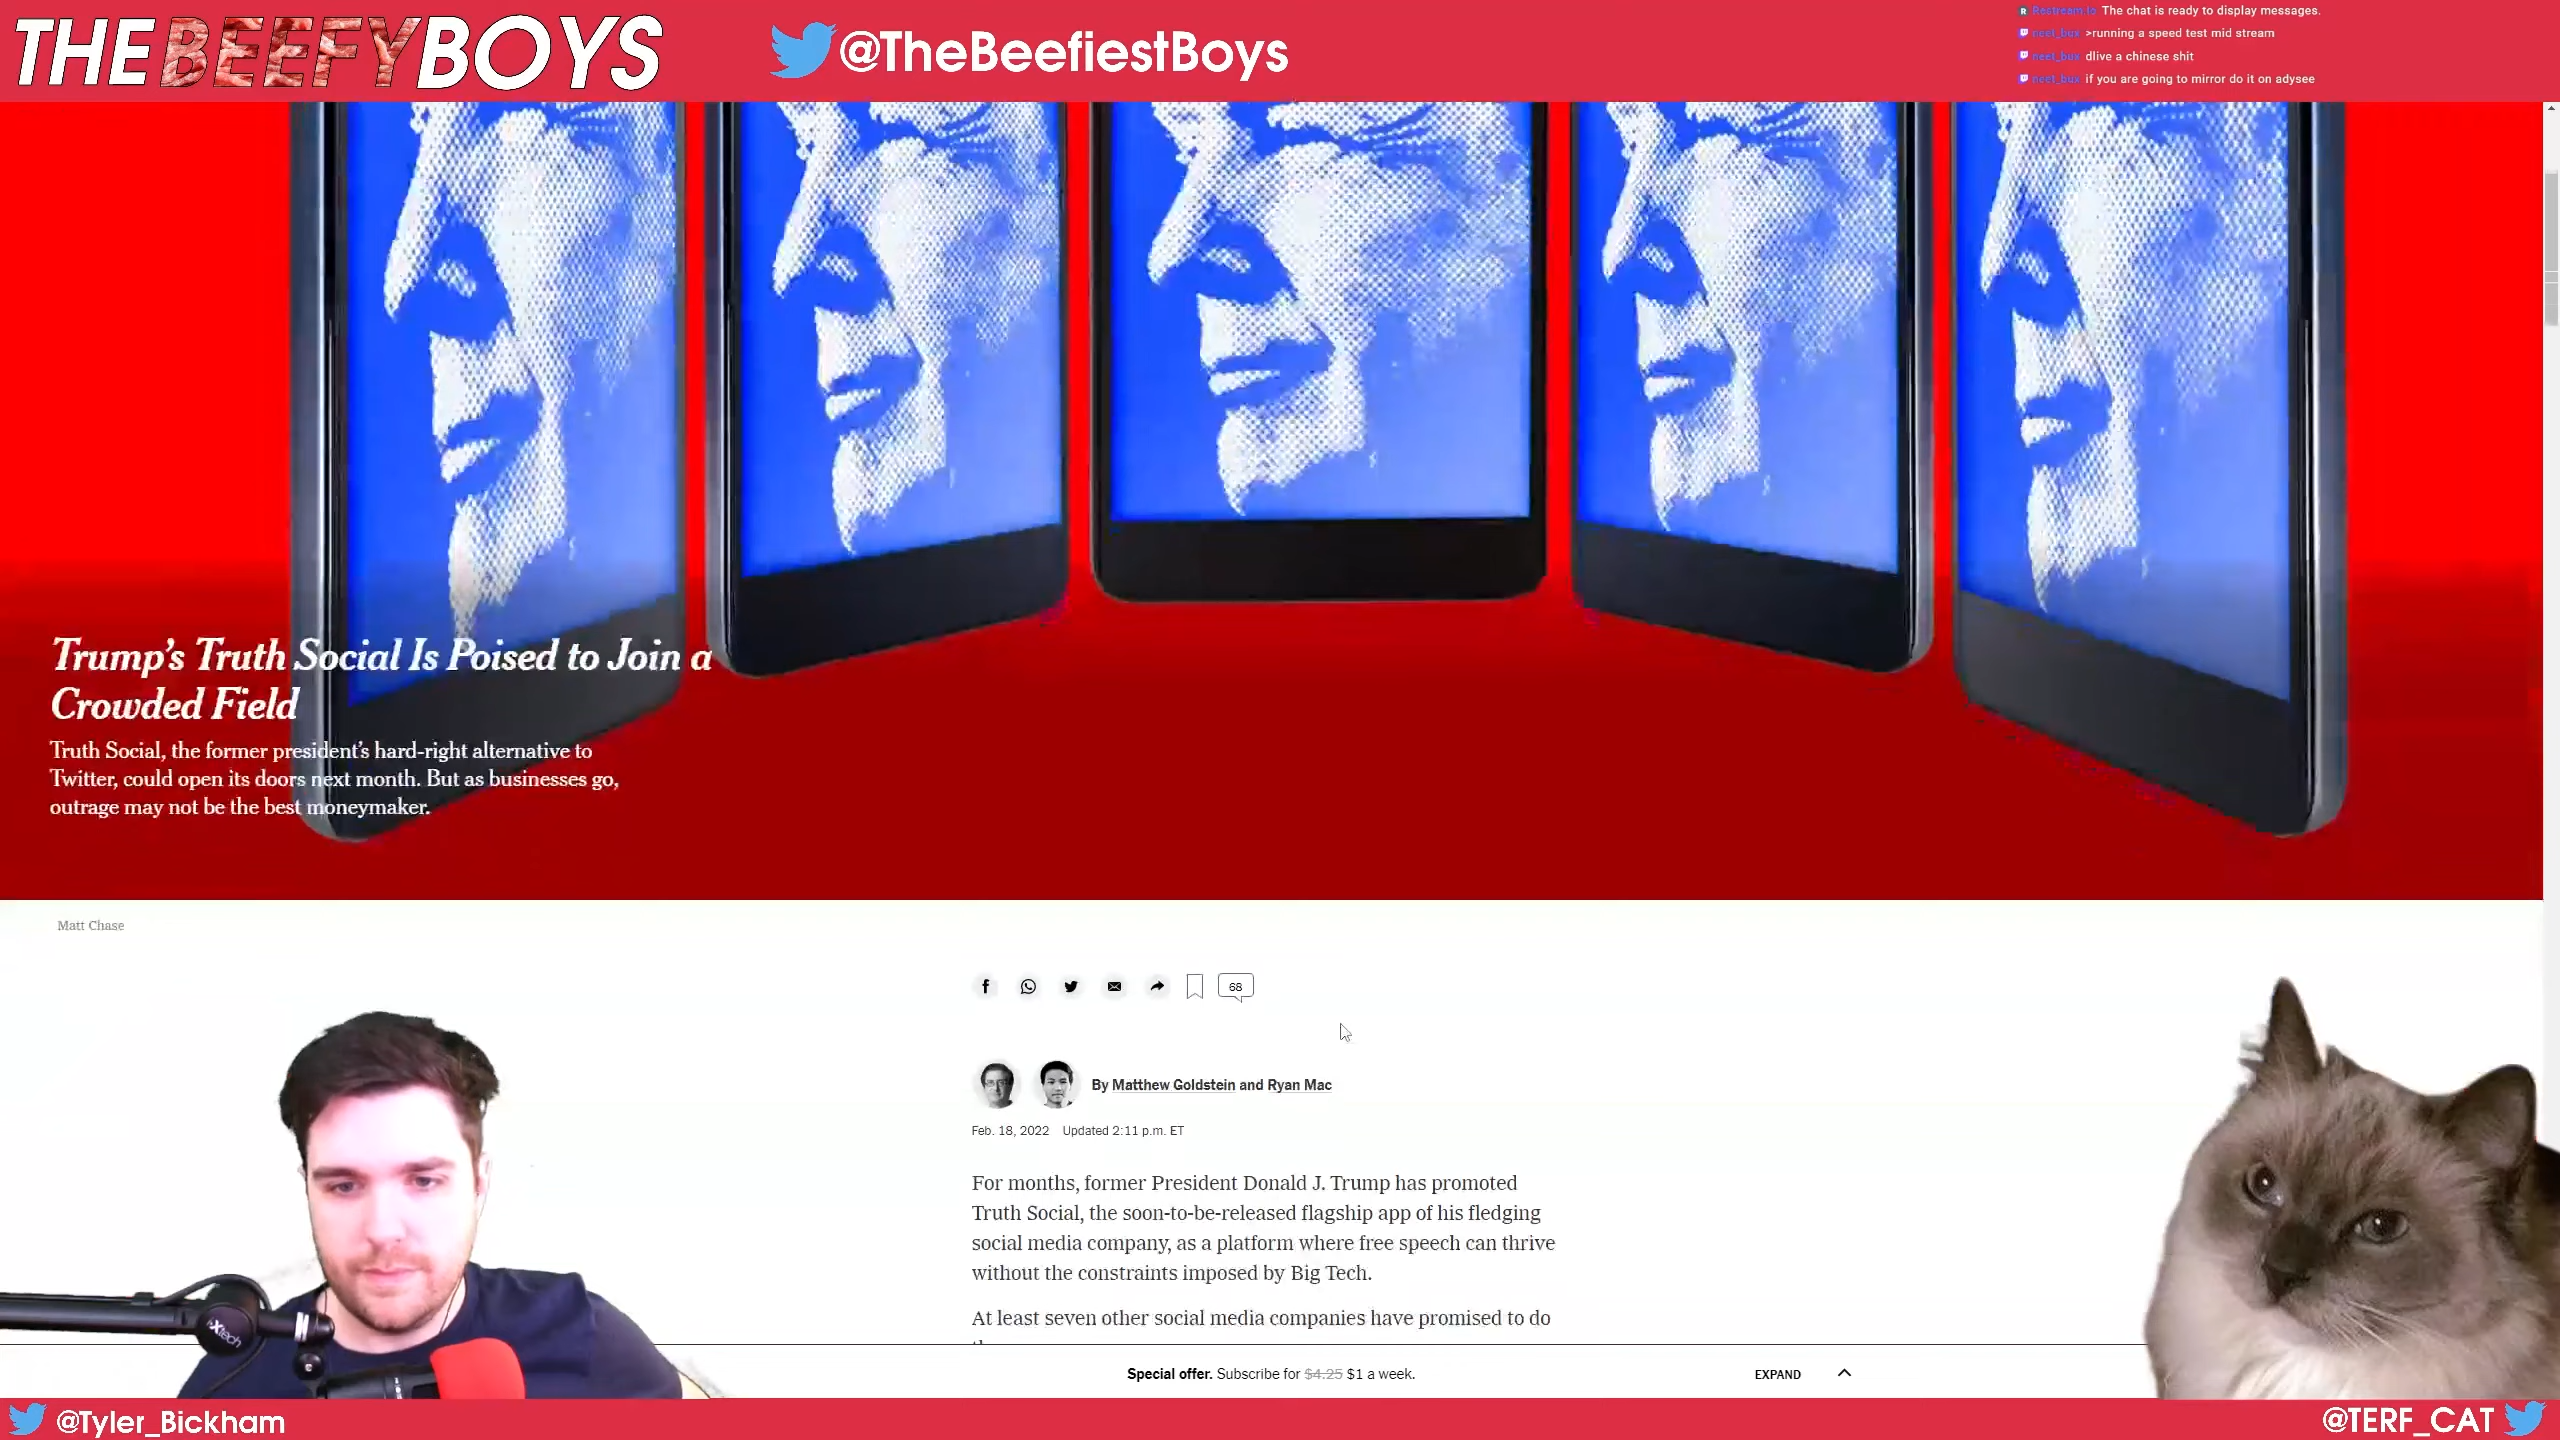 THE BEEFY BOYS
@TheBeefiestBoys
Restream.io The chat is ready to display messages.
neet_bux >running a speed test mid stream
neet_bux dlive a chinese shit
neet_bux if you are going to mirror do it on adysee
Trump's Truth Social Is Poised to Join a
Crowded Field
Truth Social, the former president's hard-right alternative to
Twitter, could open its doors next month. But as businesses go,
outrage may not be the best moneymaker.
Matt Chase
68
By Matthew Goldstein and Ryan Mac
Feb. 18, 2022 Updated 2:11 p.m. ET
For months, former President Donald J. Trump has promoted
Truth Social, the soon-to-be-released flagship app of his fledging
social media company, as a platform where free speech can thrive
without the constraints imposed by Big Tech.
At least seven other social media companies have promised to do
Special offer. Subscribe for $4.25 $1 a week.
EXPAND
@Tyler_Bickham
@TERF_CAT